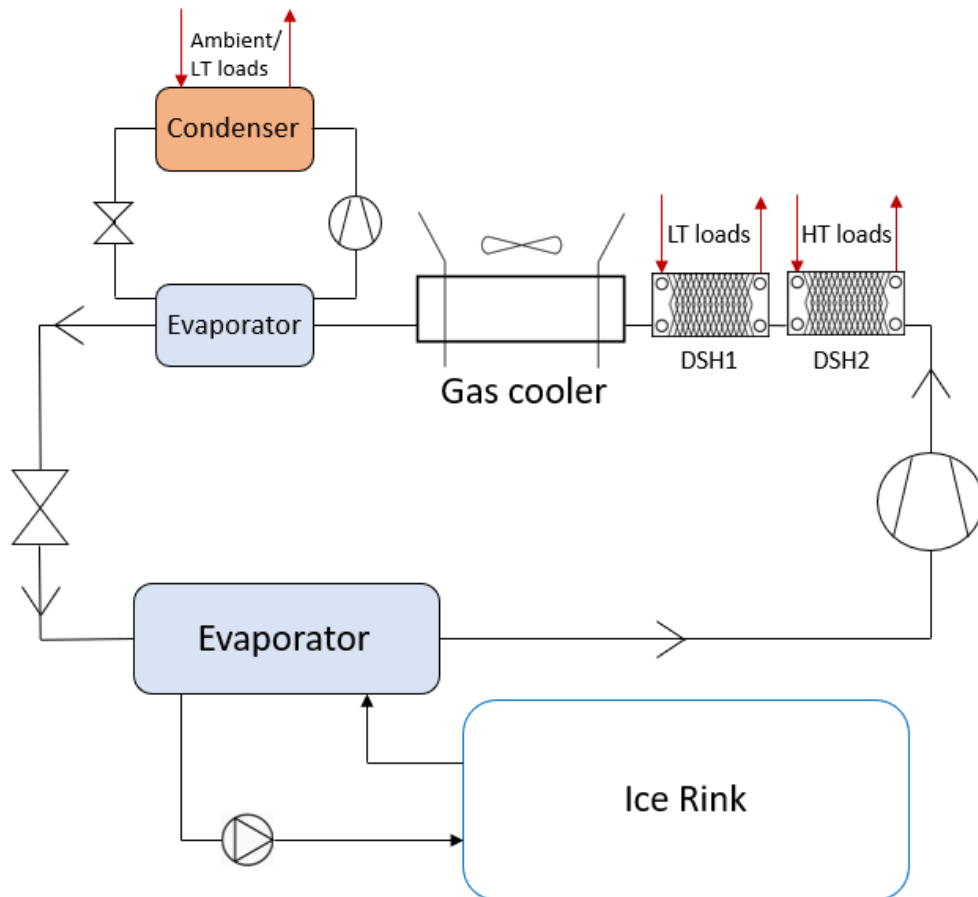 Ambient/
LT loads
Condenser
LT loads
HT loads
Evaporator
DSH1
DSH2
Gas cooler
Evaporator
Ice Rink